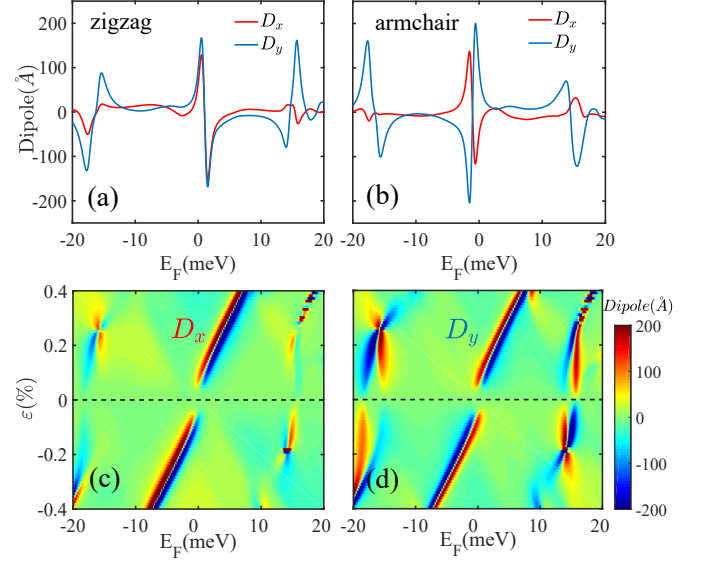 zigzag
D_x
D_y
armchair
D_x
D_y
Dipole(Å)
200
100
0
-100
-200
(a)
(b)
-20 -10 0 10 20
-20 -10 0 10 20
E_F(meV)
E_F(meV)
0.4
0.2
0
-0.2
-0.4
ε(%)
D_x
D_y
(c)
(d)
Dipole(Å)
200
100
0
-100
-200
-20 -10 0 10 20
-20 -10 0 10 20
E_F(meV)
E_F(meV)